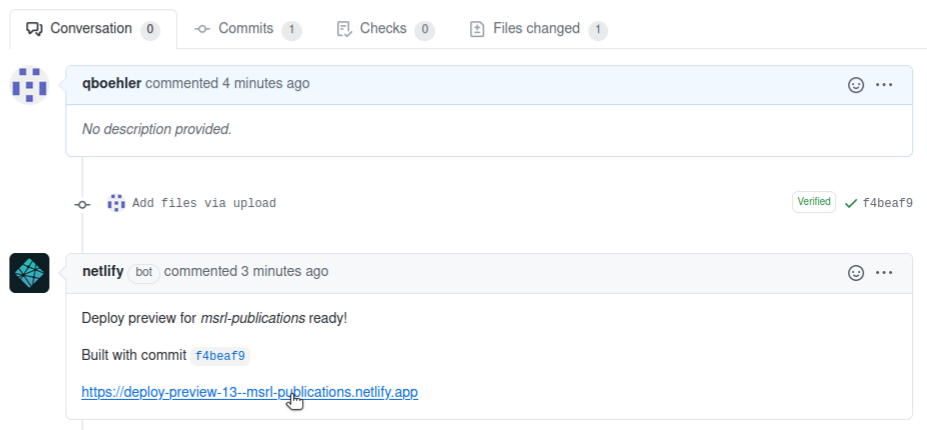 Conversation 0 Commits 1 Checks 0 Files changed 1
qboehler commented 4 minutes ago
No description provided.
Add files via upload Verified f4beaf9
netlify bot commented 3 minutes ago
Deploy preview for msrl-publications ready!
Built with commit f4beaf9
https://deploy-preview-13--msrl-publications.netlify.app